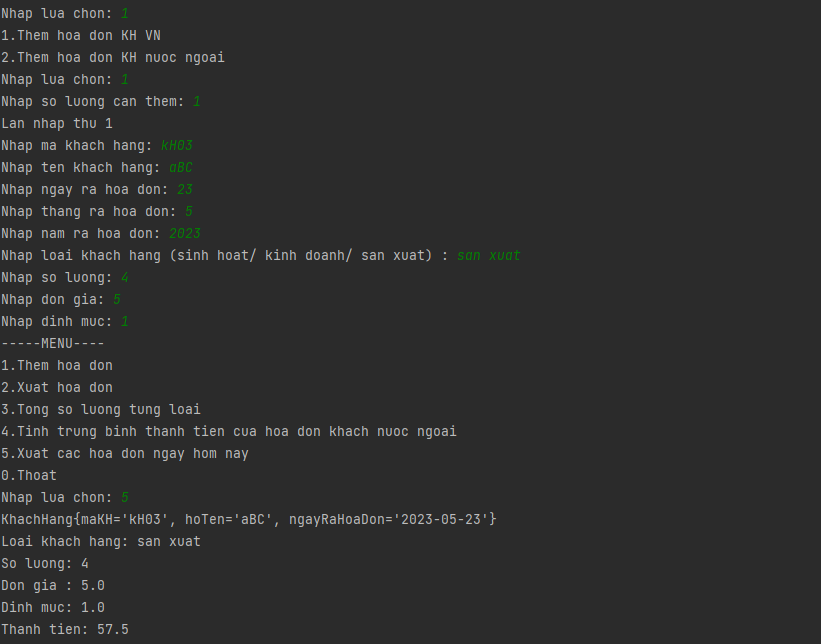 Nhap lua chon: 1
1.Them hoa don KH VN
2.Them hoa don KH nuoc ngoai
Nhap lua chon: 1
Nhap so luong can them: 1
Lan nhap thu 1
Nhap ma khach hang: kH03
Nhap ten khach hang: aBC
Nhap ngay ra hoa don: 23
Nhap thang ra hoa don: 5
Nhap nam ra hoa don: 2023
Nhap loai khach hang (sinh hoat/ kinh doanh/ san xuat) : san xuat
Nhap so luong: 4
Nhap don gia: 5
Nhap dinh muc: 1
-----MENU----
1.Them hoa don
2.Xuat hoa don
3.Tong so luong tung loai
4.Tinh trung binh thanh tien cua hoa don khach nuoc ngoai
5.Xuat cac hoa don ngay hom nay
0.Thoat
Nhap lua chon: 5
KhachHang{maKH='kH03', hoTen='aBC', ngayRaHoaDon='2023-05-23'}
Loai khach hang: san xuat
So luong: 4
Don gia : 5.0
Dinh muc: 1.0
Thanh tien: 57.5